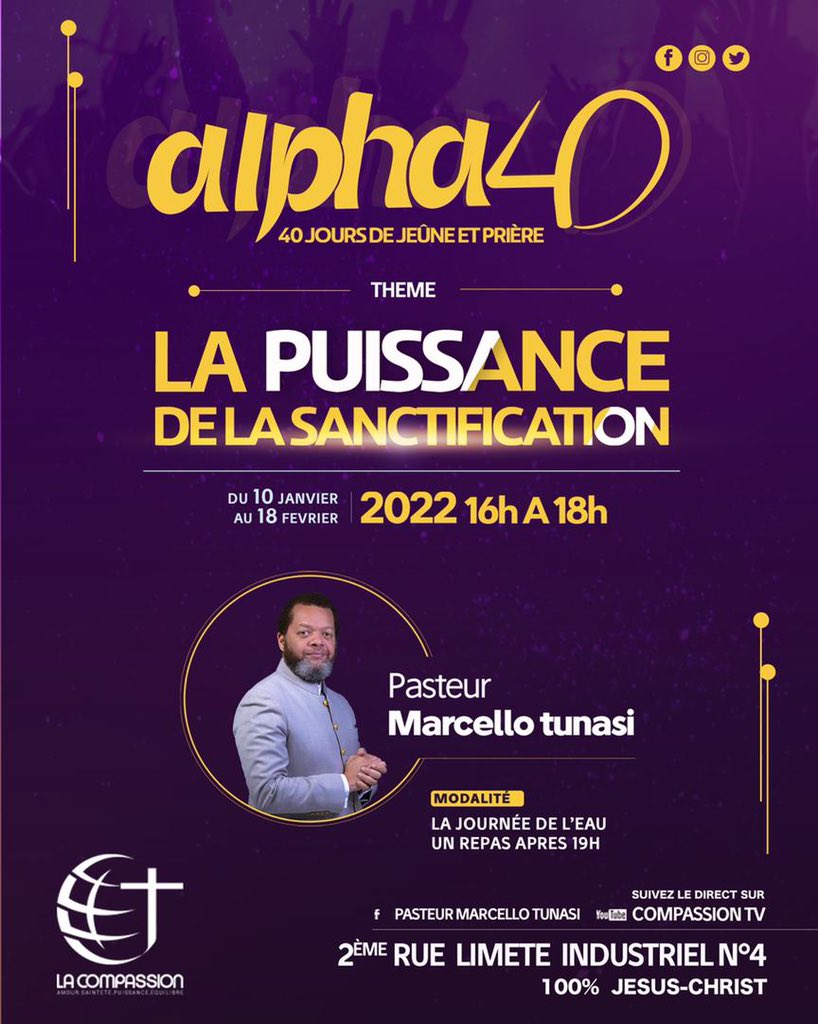 alpha40
40 JOURS DE JEÛNE ET PRIÈRE
THEME
LA PUISSANCE
DE LA SANCTIFICATION
DU 10 JANVIER
AU 18 FEVRIER
2022 16h A 18h
Pasteur
Marcello tunasi
MODALITÉ
LA JOURNÉE DE L'EAU
UN REPAS APRES 19H
SUIVEZ LE DIRECT SUR
f PASTEUR MARCELLO TUNASI YouTube COMPASSION TV
2ÈME RUE LIMETE INDUSTRIEL N°4
100% JESUS-CHRIST
LA COMPASSION
AMOUR,SAINTETÉ,PUISSANCE,ÉQUILIBRE